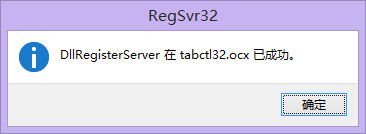 RegSvr32
DllRegisterServer 在 tabctl32.ocx 已成功。
确定